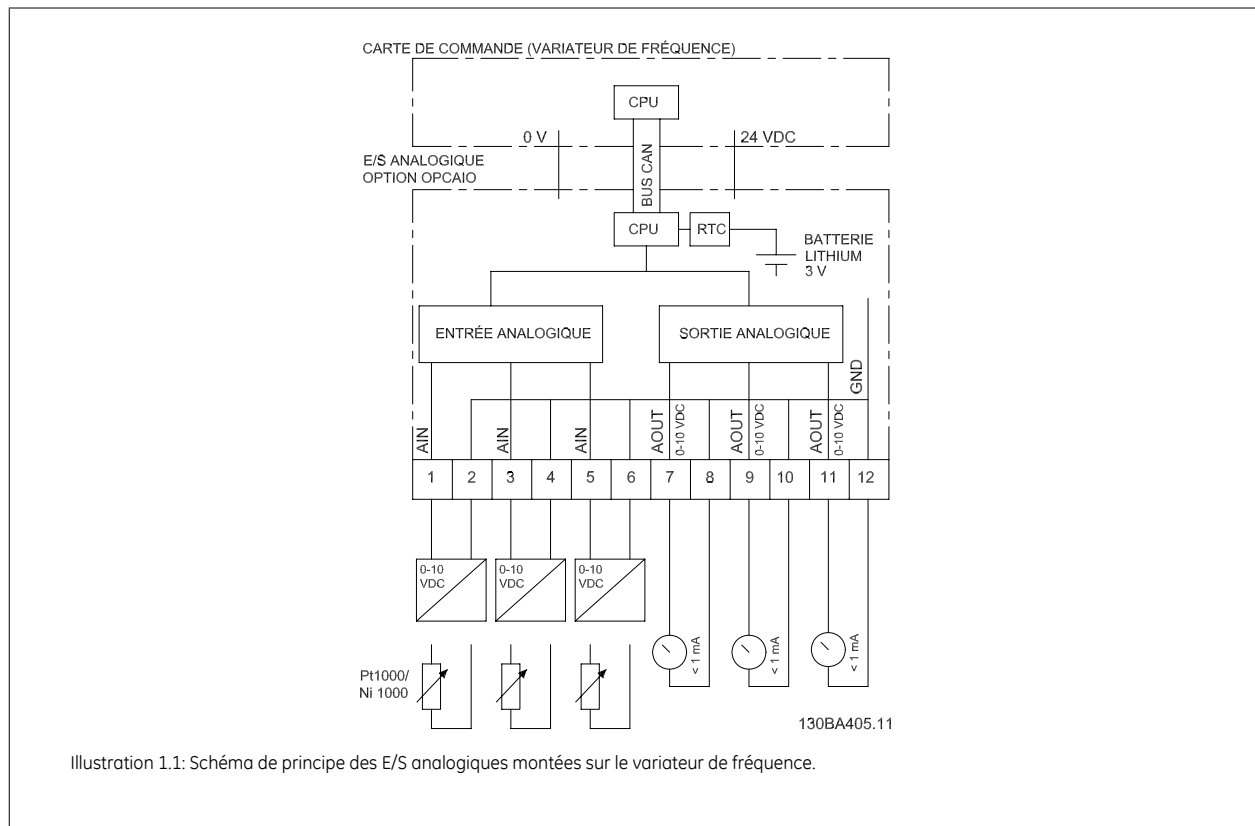 CARTE DE COMMANDE (VARIATEUR DE FRÉQUENCE)
CPU
0 V
24 VDC
E/S ANALOGIQUE
OPTION OPCAIO
BUS CAN
CPU
RTC
BATTERIE
LITHIUM
3 V
ENTRÉE ANALOGIQUE
SORTIE ANALOGIQUE
GND
AIN
AIN
AIN
AOUT
0-10 VDC
AOUT
0-10 VDC
AOUT
0-10 VDC
1 2 3 4 5 6 7 8 9 10 11 12
0-10
VDC
0-10
VDC
0-10
VDC
< 1 mA
< 1 mA
< 1 mA
Pt1000/
Ni 1000
130BA405.11
Illustration 1.1: Schéma de principe des E/S analogiques montées sur le variateur de fréquence.